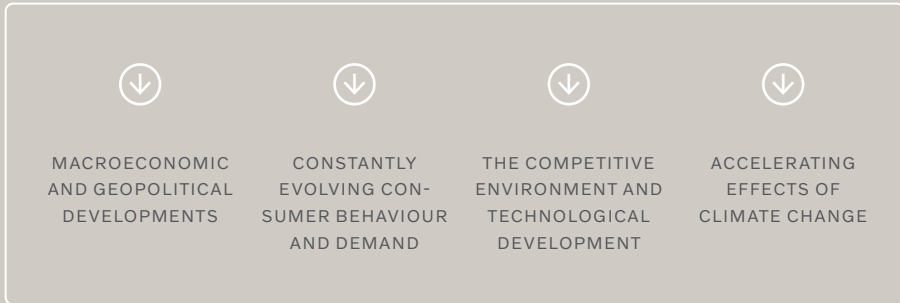 MACROECONOMIC
AND GEOPOLITICAL
DEVELOPMENTS
CONSTANTLY
EVOLVING CON-
SUMER BEHAVIOUR
AND DEMAND
THE COMPETITIVE
ENVIRONMENT AND
TECHNOLOGICAL
DEVELOPMENT
ACCELERATING
EFFECTS OF
CLIMATE CHANGE